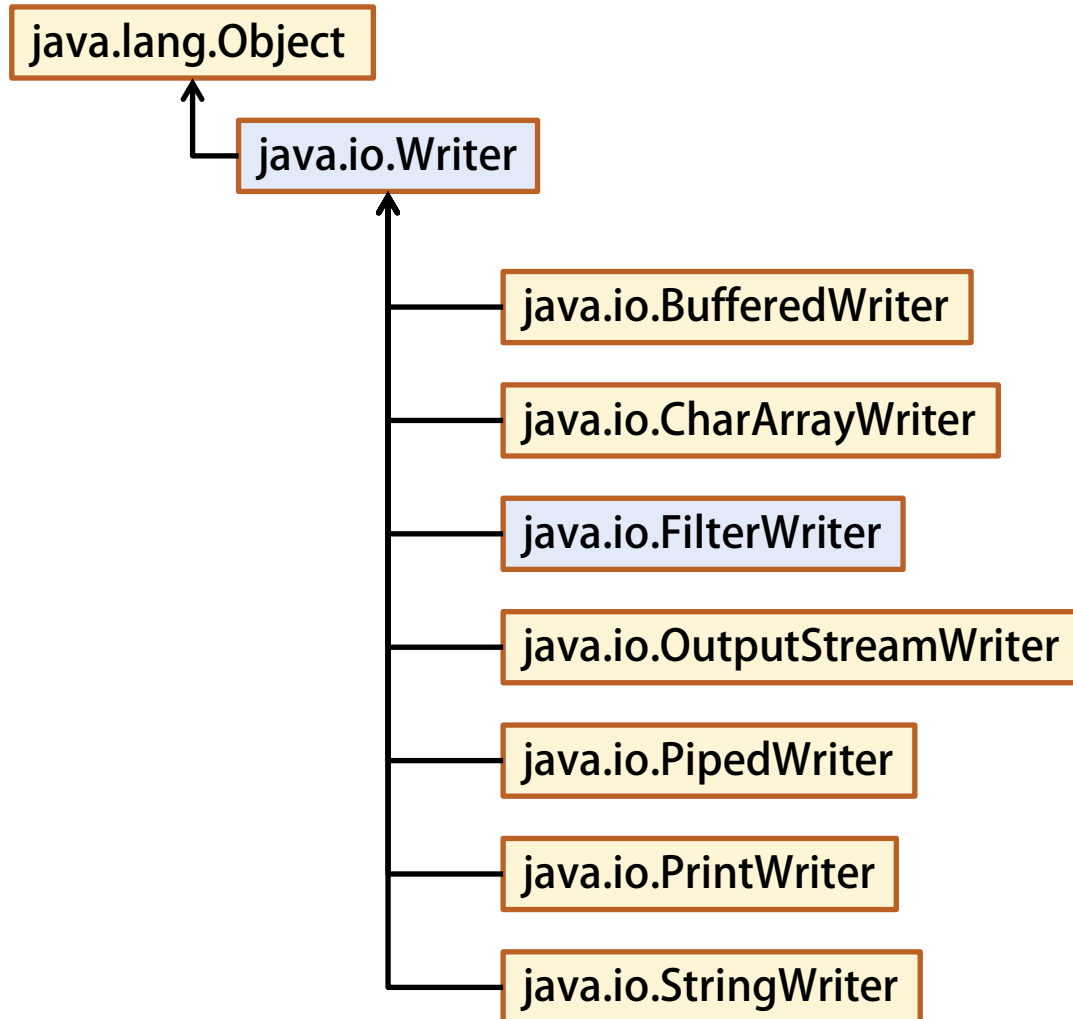 java.lang.Object
java.io.Writer
java.io.BufferedWriter
java.io.CharArrayWriter
java.io.FilterWriter
java.io.OutputStreamWriter
java.io.PipedWriter
java.io.PrintWriter
java.io.StringWriter